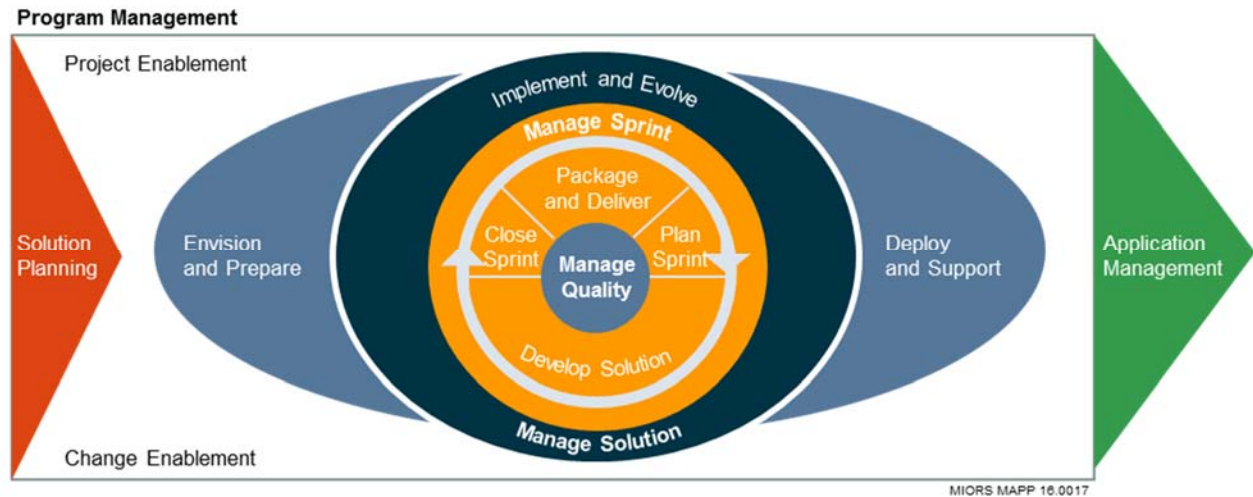 Program Management
Project Enablement
Implement and Evolve
Manage Sprint
Package
and Deliver
Solution
Planning
Envision
and Prepare
Close
Sprint
Manage
Quality
Plan
Sprint
Deploy
and Support
Application
Management
Develop Solution
Manage Solution
Change Enablement
MIORS MAPP 16.0017